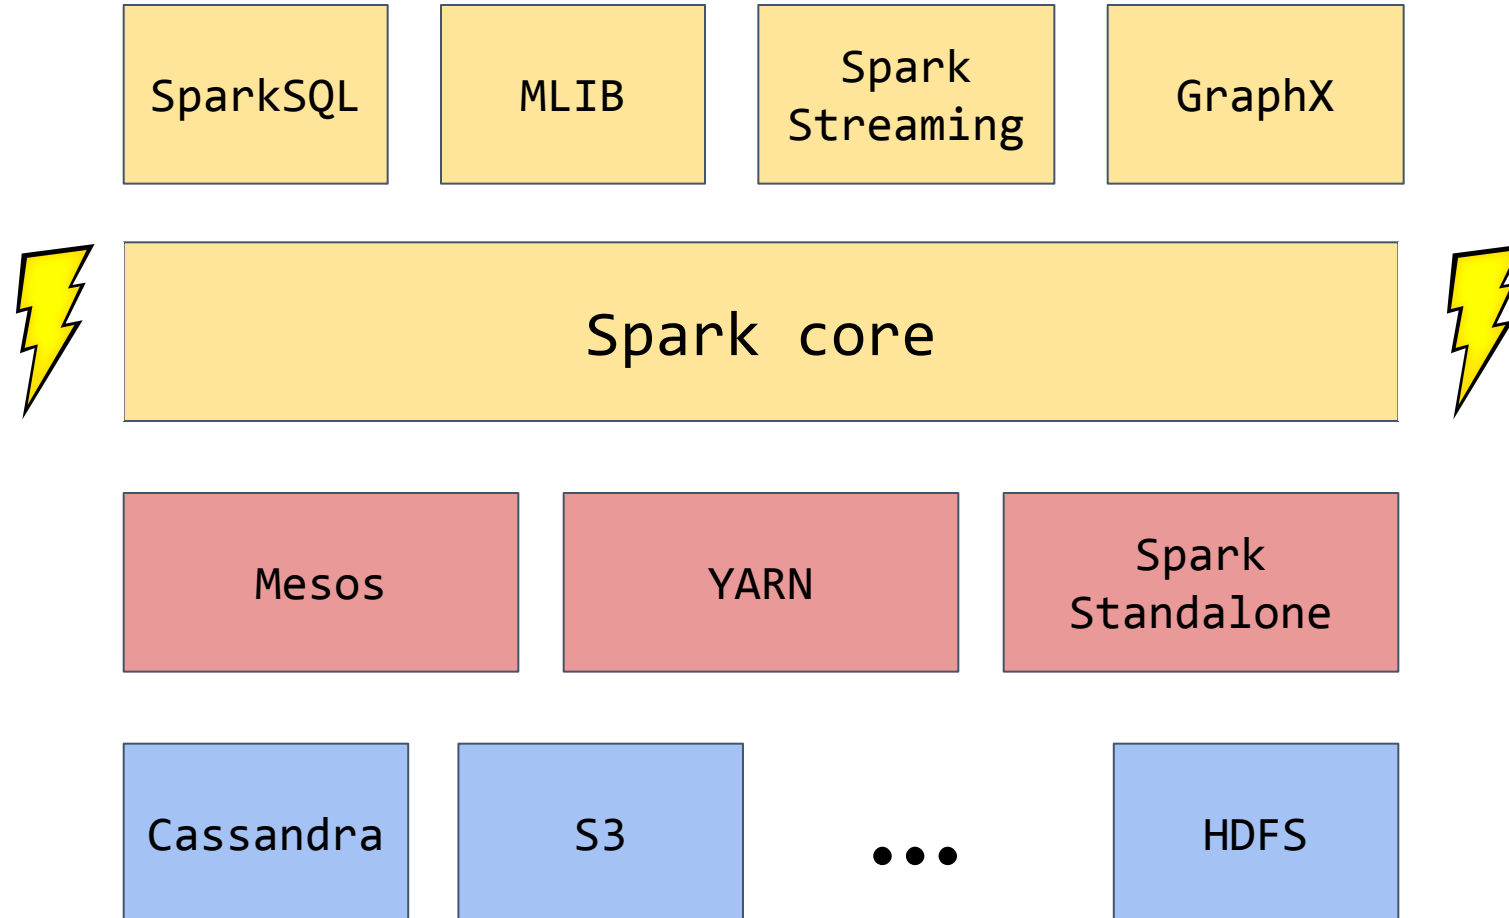 SparkSQL
MLIB
Spark
Streaming
GraphX
Spark core
Mesos
YARN
Spark
Standalone
Cassandra
S3
...
HDFS